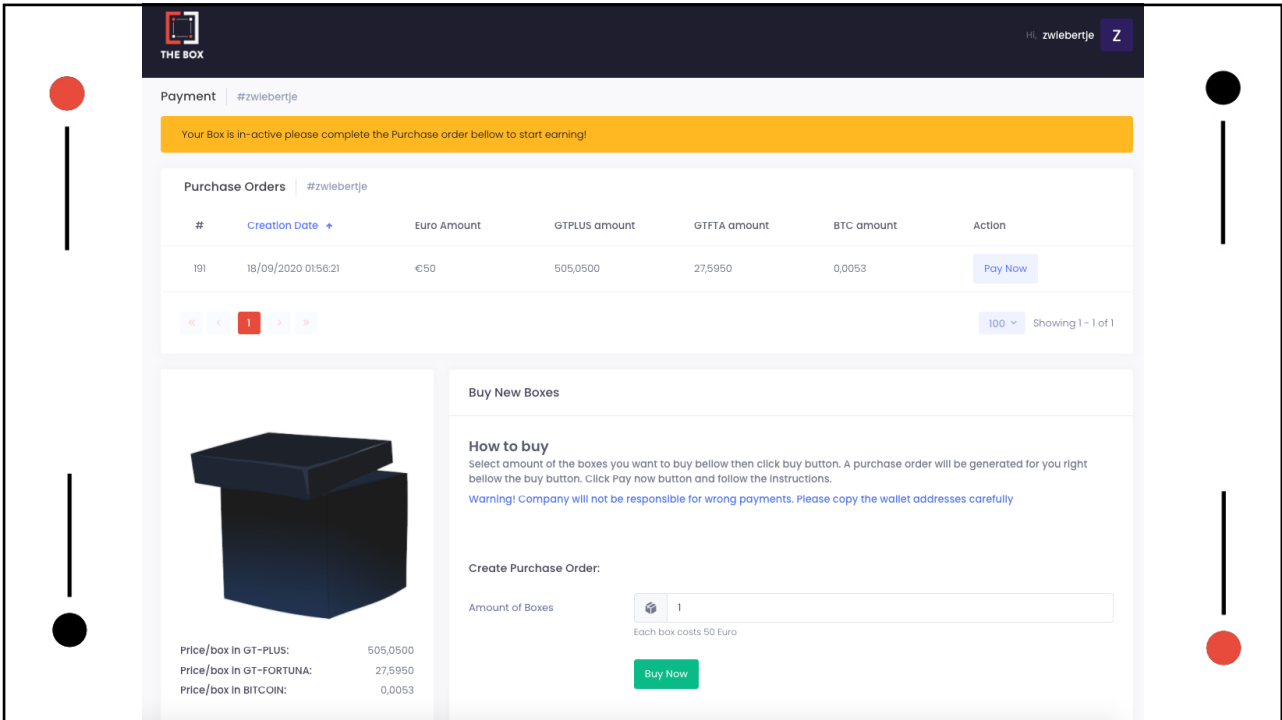 THE BOX
Hi, zwiebertje Z
Payment #zwiebertje
Your Box is in-active please complete the Purchase order bellow to start earning!
Purchase Orders #zwiebertje
# Creation Date ↑ Euro Amount GTPLUS amount GTFTA amount BTC amount Action
191 18/09/2020 01:56:21 €50 505,0500 27,5950 0,0053 Pay Now
« ‹ 1 › » 100 Showing 1 - 1 of 1
Buy New Boxes
How to buy
Select amount of the boxes you want to buy bellow then click buy button. A purchase order will be generated for you right
bellow the buy button. Click Pay now button and follow the instructions.
Warning! Company will not be responsible for wrong payments. Please copy the wallet addresses carefully
Create Purchase Order:
Amount of Boxes 1
Each box costs 50 Euro
Buy Now
Price/box in GT-PLUS: 505,0500
Price/box in GT-FORTUNA: 27,5950
Price/box in BITCOIN: 0,0053